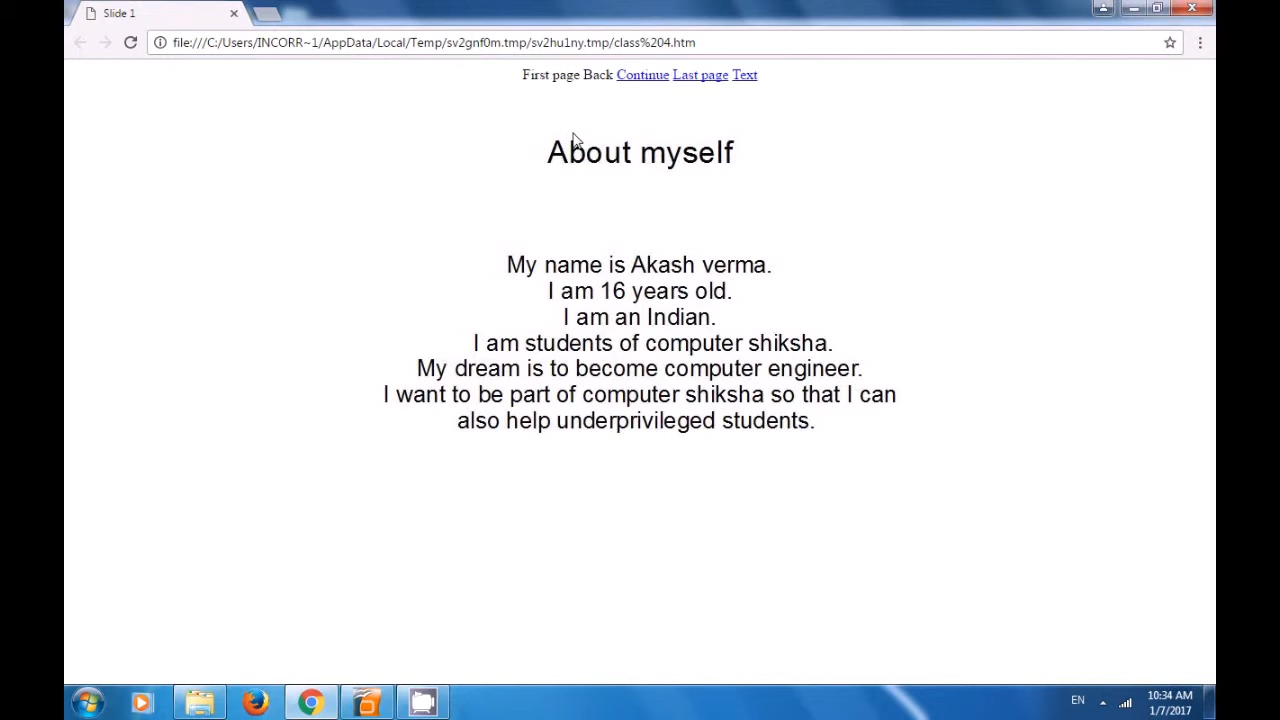 Slide 1
file:///C:/Users/INCORR~1/AppData/Local/Temp/sv2gnf0m.tmp/sv2hu1ny.tmp/class%204.htm
First page Back Continue Last page Text
About myself
My name is Akash verma.
I am 16 years old.
I am an Indian.
I am students of computer shiksha.
My dream is to become computer engineer.
I want to be part of computer shiksha so that I can
also help underprivileged students.
EN
10:34 AM
1/7/2017